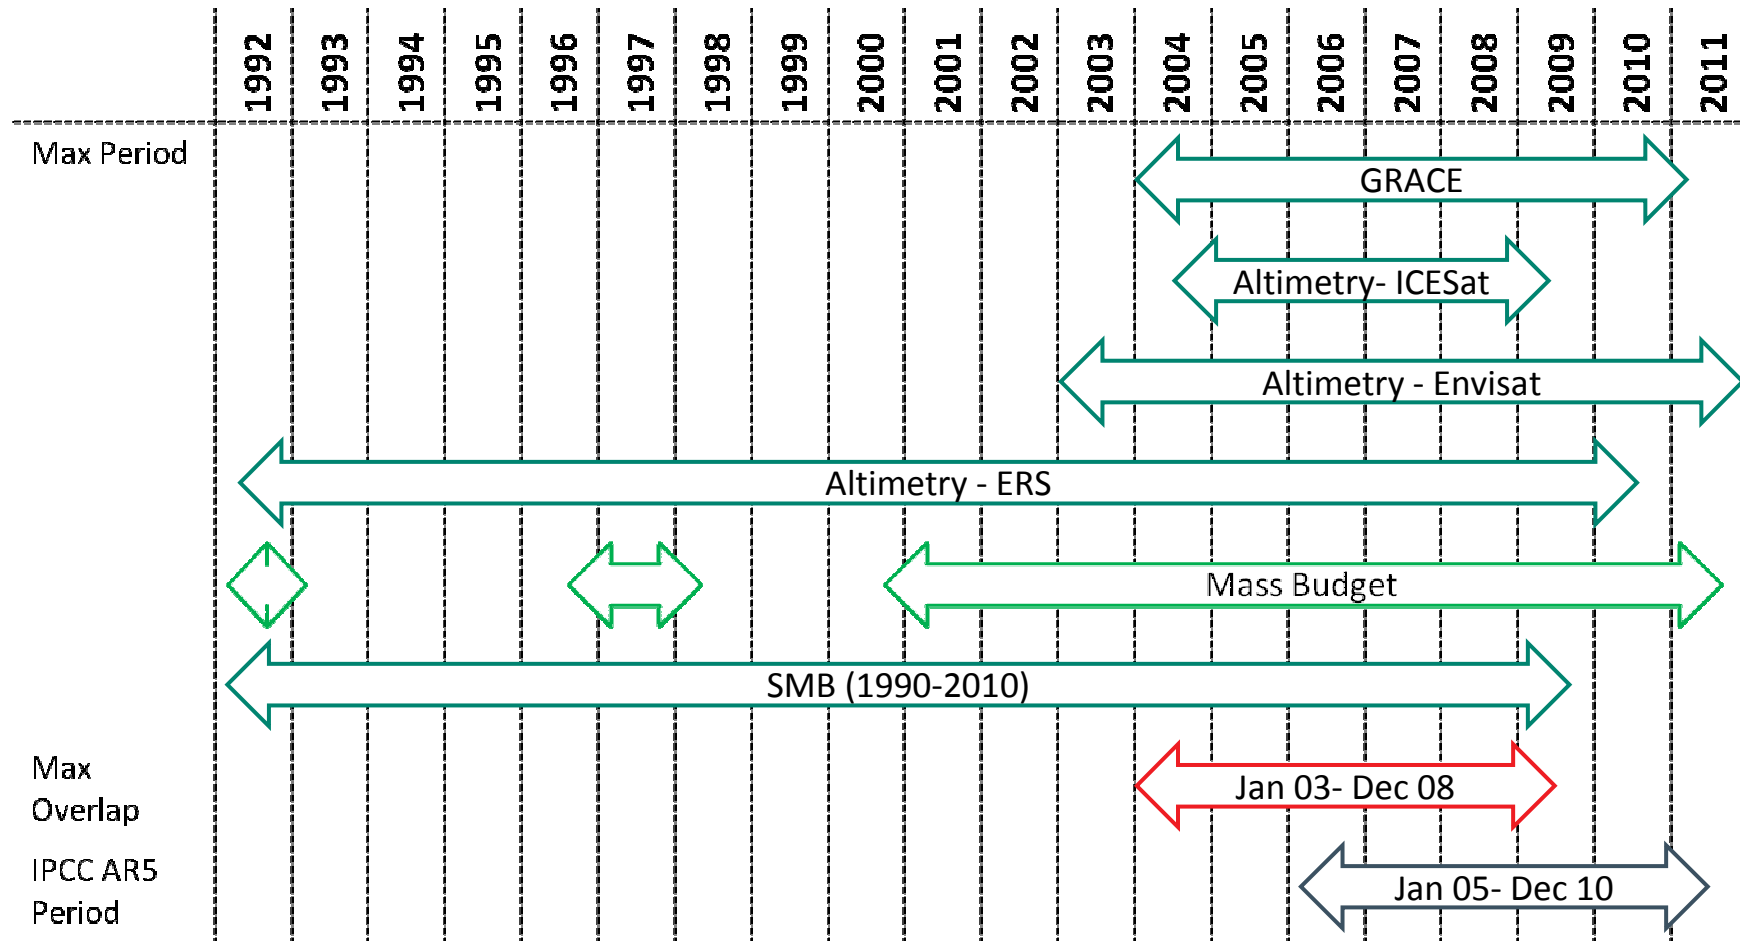 1992 1993 1994 1995 1996 1997 1998 1999 2000 2001 2002 2003 2004 2005 2006 2007 2008 2009 2010 2011
Max Period
GRACE
Altimetry- ICESat
Altimetry - Envisat
Altimetry - ERS
Mass Budget
SMB (1990-2010)
Max
Overlap
Jan 03- Dec 08
IPCC AR5
Period
Jan 05- Dec 10